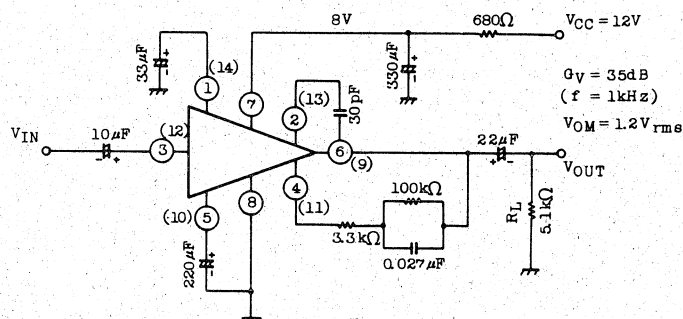 8V
680Ω
VCC = 12V
33μF
- +
(14)
1
7
2
(13)
30pF
330μF
- +
GV = 35dB
(f = 1kHz)
VOM = 1.2Vrms
VIN
10μF
- +
(12)
3
6
(9)
22μF
+ -
VOUT
4
(11)
100kΩ
3.3kΩ
0.027μF
RL
5.1kΩ
(10)
5
8
220μF
- +